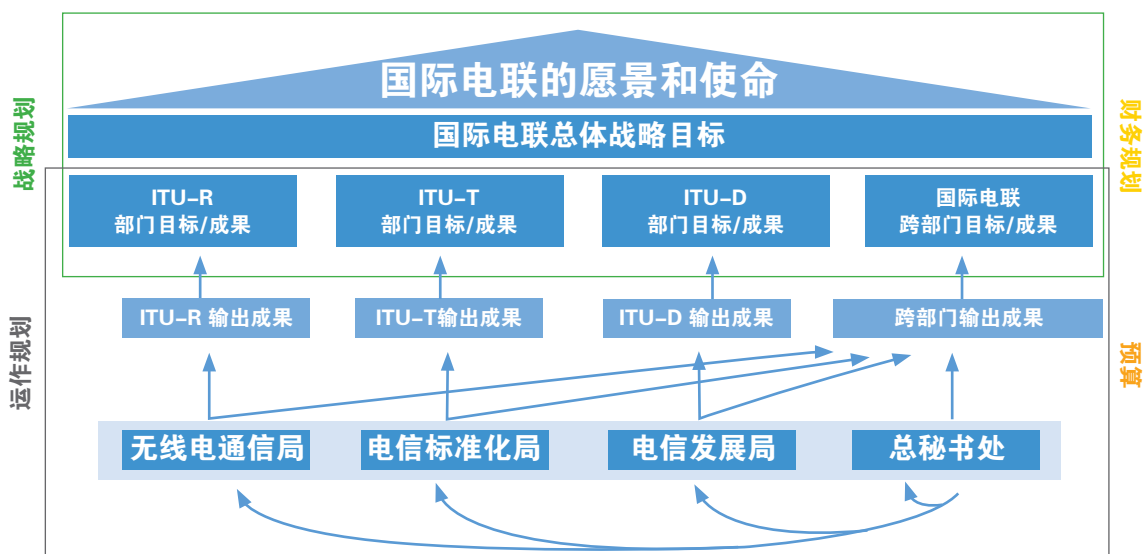 国际电联的愿景和使命
国际电联总体战略目标
战略规划
财务规划
ITU–R
部门目标/成果
ITU–T
部门目标/成果
ITU–D
部门目标/成果
国际电联
跨部门目标/成果
ITU–R 输出成果
ITU–T输出成果
ITU–D 输出成果
跨部门输出成果
运作规划
预算
无线电通信局
电信标准化局
电信发展局
总秘书处